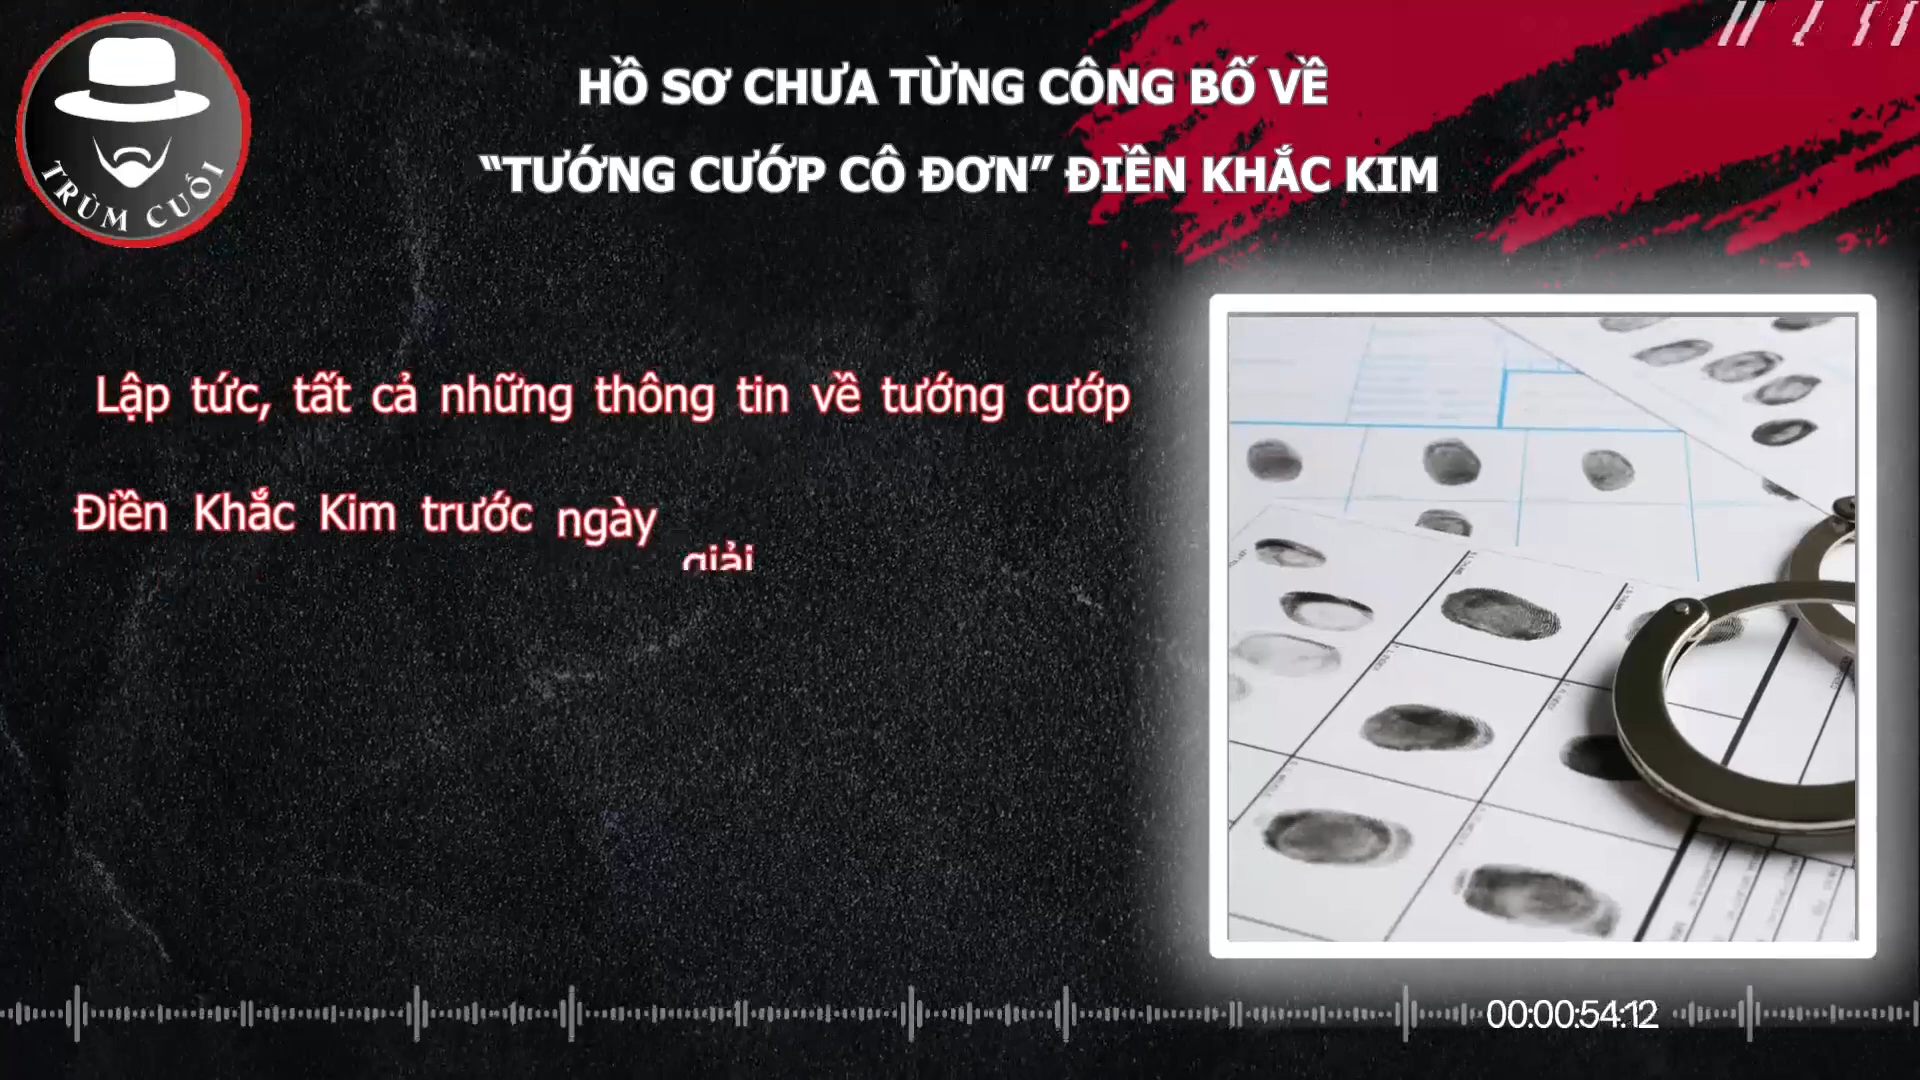 TRÙM CUỐI
HỒ SƠ CHƯA TỪNG CÔNG BỐ VỀ
“TƯỚNG CƯỚP CÔ ĐƠN” ĐIỀN KHẮC KIM
Lập tức, tất cả những thông tin về tướng cướp
Điền Khắc Kim trước ngày giải
00:00:54:12